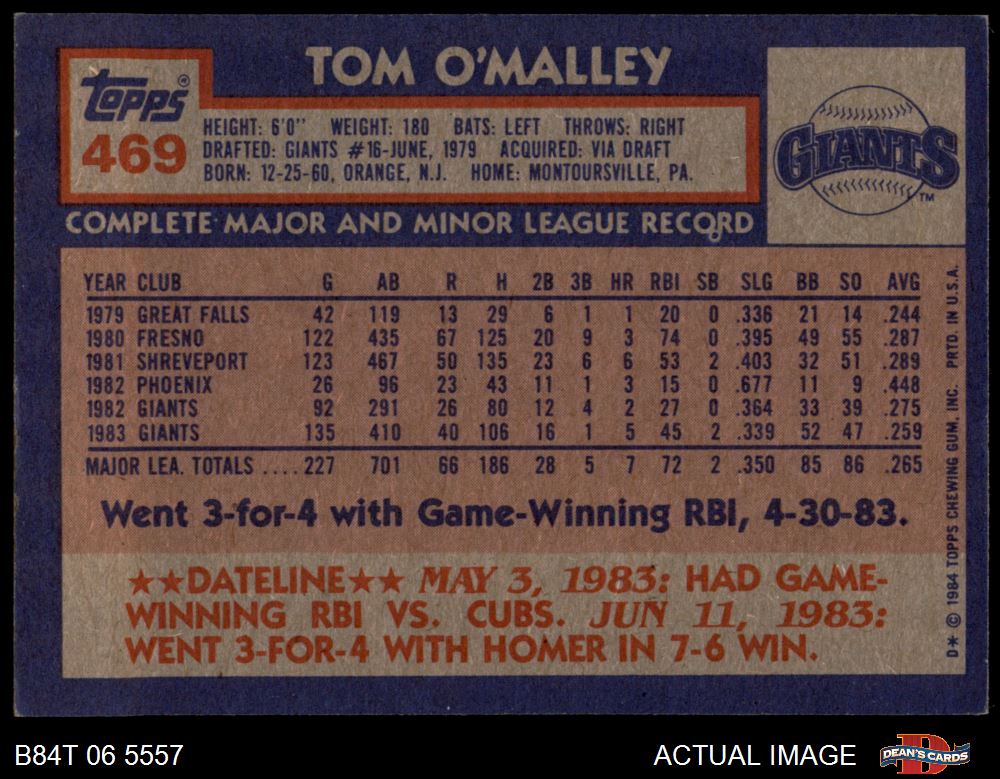 TOM O'MALLEY
topps®
469
HEIGHT: 6'0" WEIGHT: 180 BATS: LEFT THROWS: RIGHT
DRAFTED: GIANTS #16-JUNE, 1979 ACQUIRED: VIA DRAFT
BORN: 12-25-60, ORANGE, N.J. HOME: MONTOURSVILLE, PA.
GIANTS
TM
COMPLETE MAJOR AND MINOR LEAGUE RECORD
YEAR CLUB G AB R H 2B 3B HR RBI SB SLG BB SO AVG
1979 GREAT FALLS 42 119 13 29 6 1 1 20 0 .336 21 14 .244
1980 FRESNO 122 435 67 125 20 9 3 74 0 .395 49 55 .287
1981 SHREVEPORT 123 467 50 135 23 6 6 53 2 .403 32 51 .289
1982 PHOENIX 26 96 23 43 11 1 3 15 0 .677 11 9 .448
1982 GIANTS 92 291 26 80 12 4 2 27 0 .364 33 39 .275
1983 GIANTS 135 410 40 106 16 1 5 45 2 .339 52 47 .259
MAJOR LEA. TOTALS ....227 701 66 186 28 5 7 72 2 .350 85 86 .265
Went 3-for-4 with Game-Winning RBI, 4-30-83.
★★DATELINE★★ MAY 3, 1983: HAD GAME-
WINNING RBI VS. CUBS. JUN 11, 1983:
WENT 3-FOR-4 WITH HOMER IN 7-6 WIN.
D* © 1984 TOPPS CHEWING GUM, INC. PRTD. IN U.S.A.
B84T 06 5557
ACTUAL IMAGE
D
DEAN'S CARDS